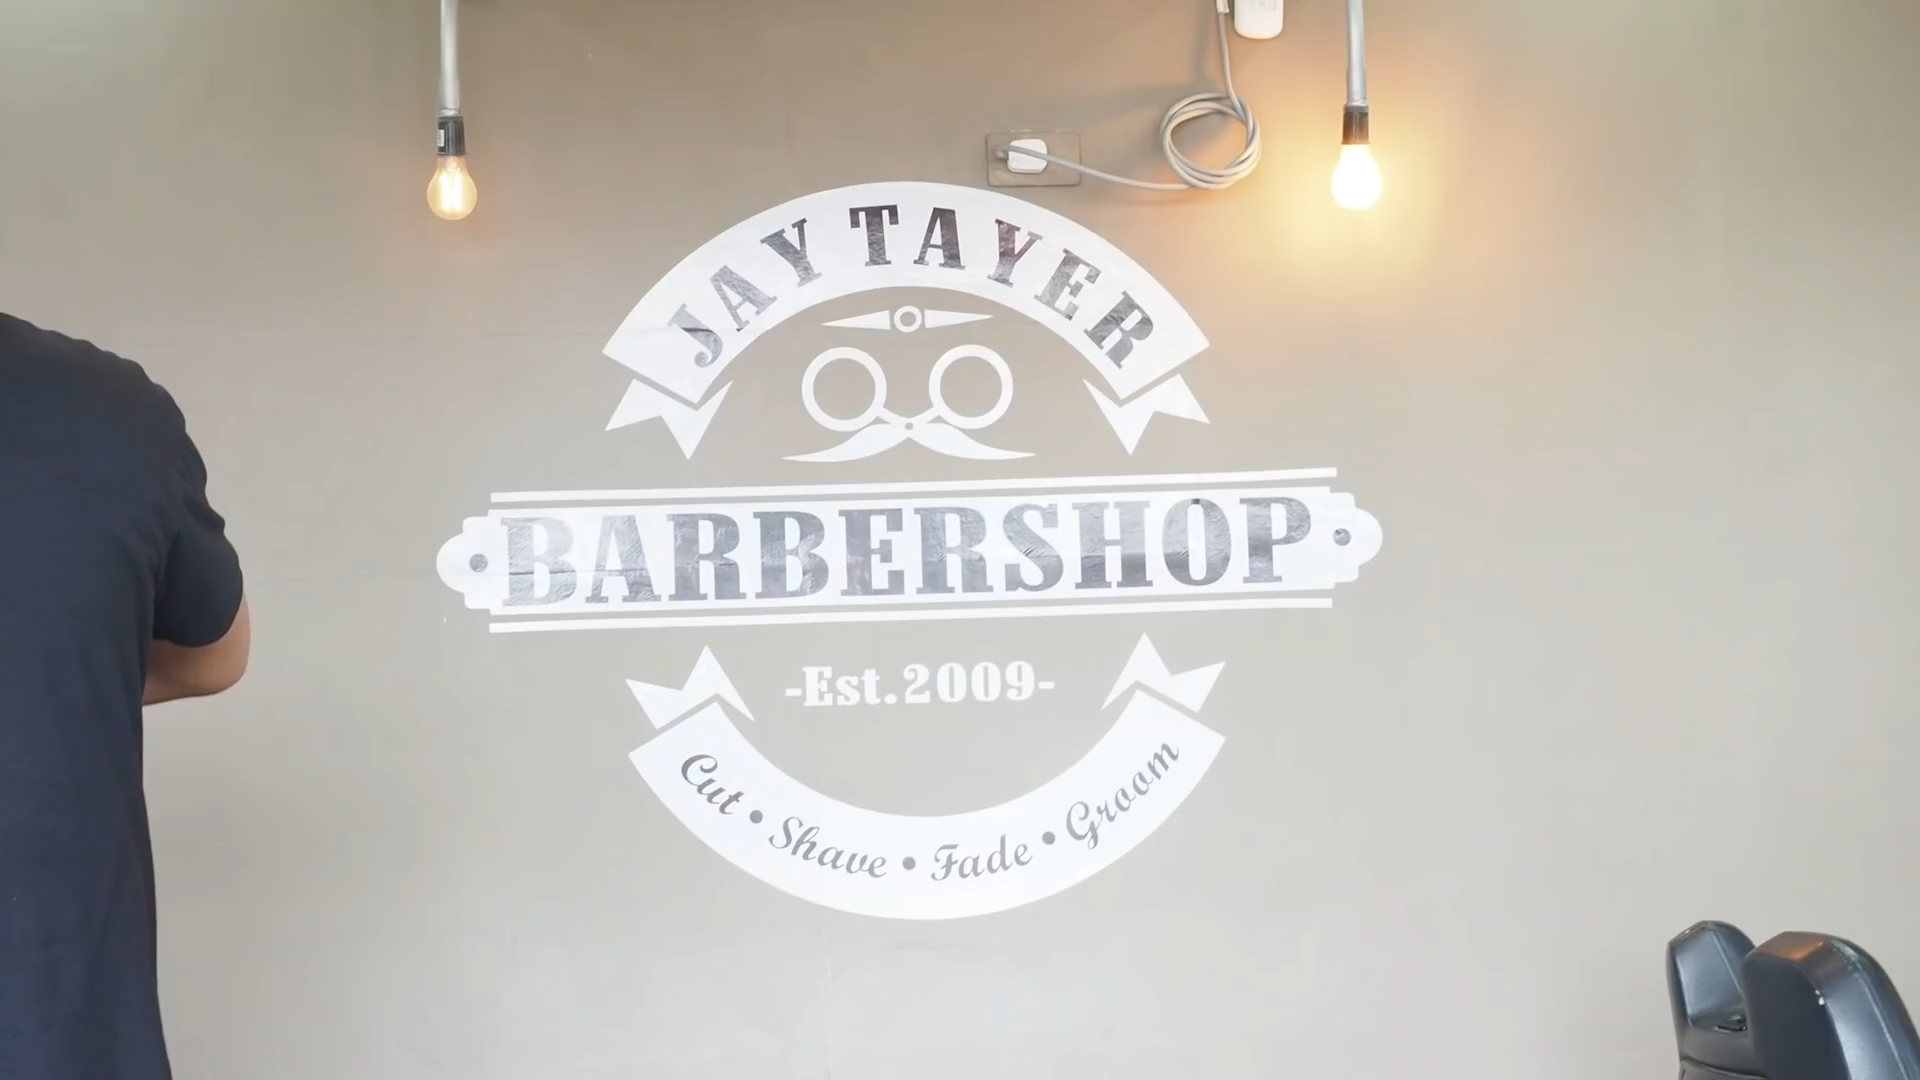 JAY TAYER
BARBERSHOP
-Est.2009-
Cut • Shave • Fade • Groom